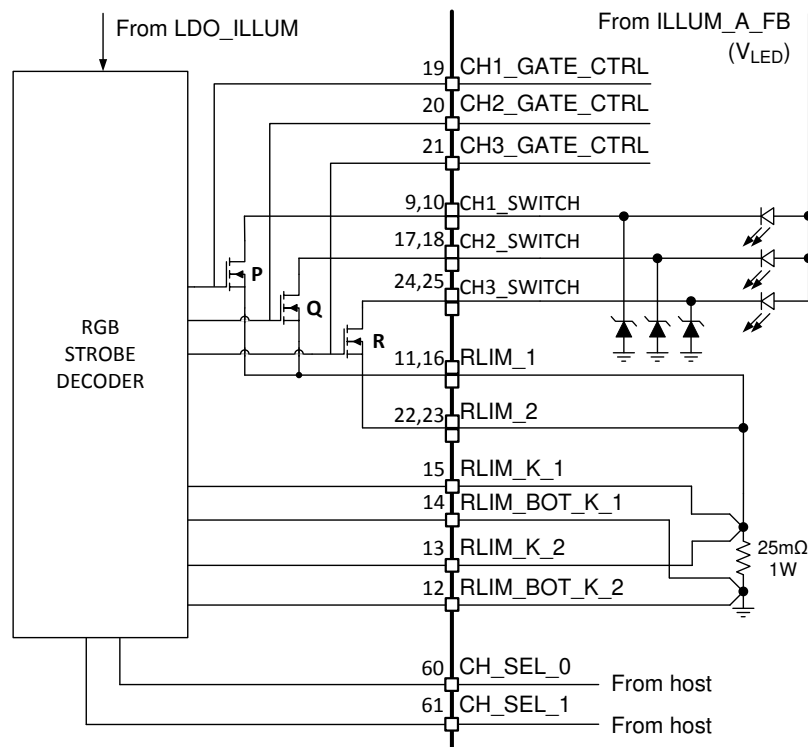 From LDO_ILLUM
From ILLUM_A_FB
(VLED)
19 CH1_GATE_CTRL
20 CH2_GATE_CTRL
21 CH3_GATE_CTRL
9,10 CH1_SWITCH
17,18 CH2_SWITCH
24,25 CH3_SWITCH
P
Q
R
RGB
STROBE
DECODER
11,16 RLIM_1
22,23 RLIM_2
15 RLIM_K_1
14 RLIM_BOT_K_1
13 RLIM_K_2
12 RLIM_BOT_K_2
25mΩ
1W
60 CH_SEL_0
From host
61 CH_SEL_1
From host